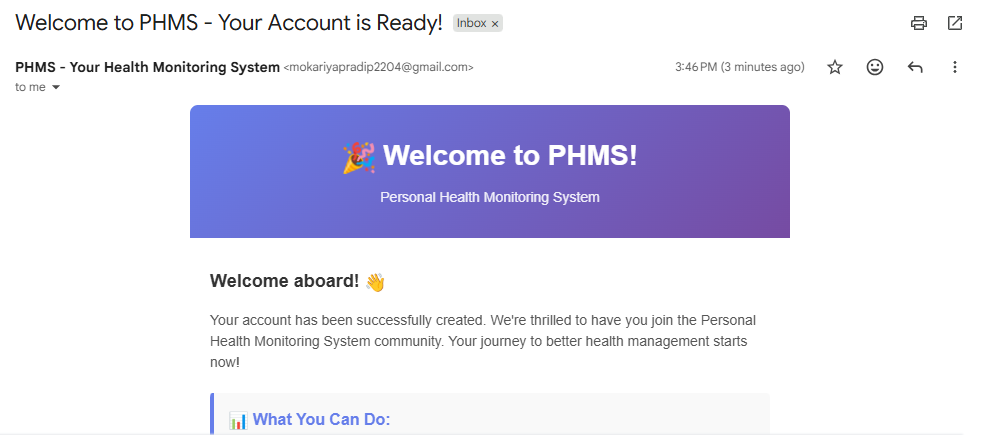 Welcome to PHMS - Your Account is Ready! Inbox ×
PHMS - Your Health Monitoring System <mokariyapradip2204@gmail.com> 3:46 PM (3 minutes ago)
to me
🎉 Welcome to PHMS!
Personal Health Monitoring System
Welcome aboard! 👋
Your account has been successfully created. We're thrilled to have you join the Personal
Health Monitoring System community. Your journey to better health management starts
now!
📊 What You Can Do: